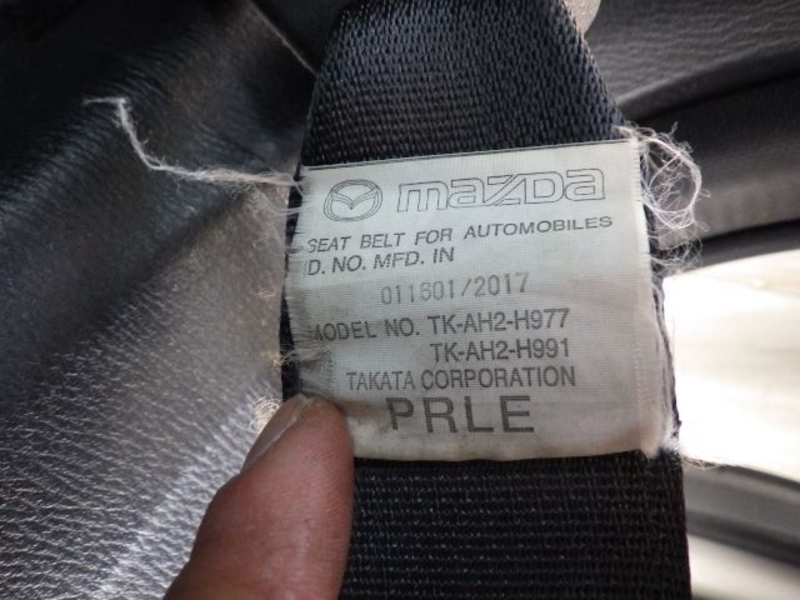 mazda
SEAT BELT FOR AUTOMOBILES
D. NO. MFD. IN
011601/2017
MODEL NO. TK-AH2-H977
TK-AH2-H991
TAKATA CORPORATION
PRLE